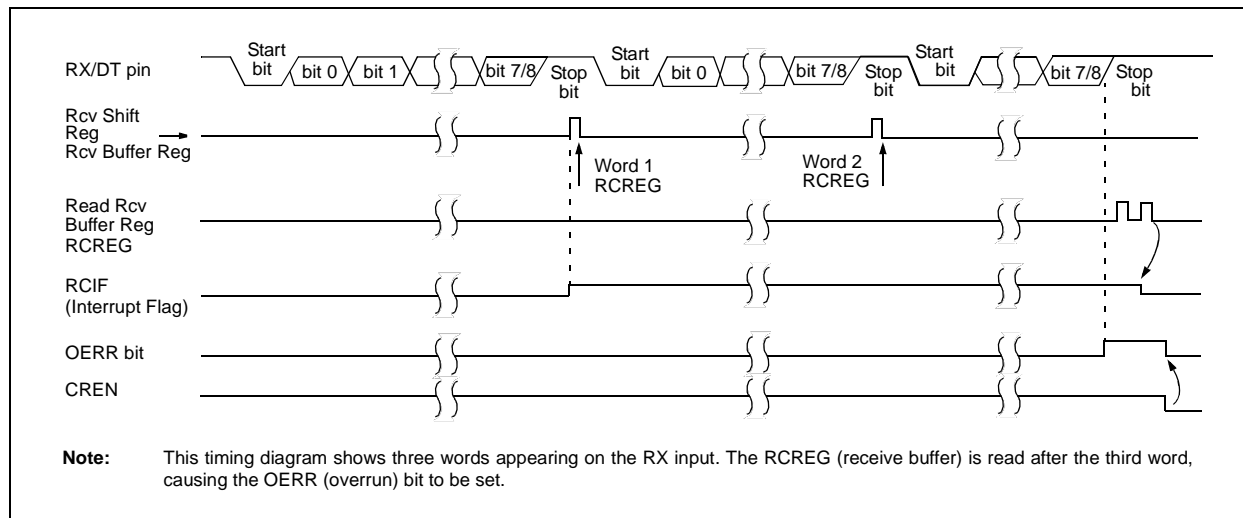 RX/DT pin
Start bit
bit 0
bit 1
bit 7/8
Stop bit
Start bit
bit 0
bit 7/8
Stop bit
Start bit
bit 7/8
Stop bit
Rcv Shift
Reg
Rcv Buffer Reg
Word 1
RCREG
Word 2
RCREG
Read Rcv
Buffer Reg
RCREG
RCIF
(Interrupt Flag)
OERR bit
CREN
Note: This timing diagram shows three words appearing on the RX input. The RCREG (receive buffer) is read after the third word,
causing the OERR (overrun) bit to be set.